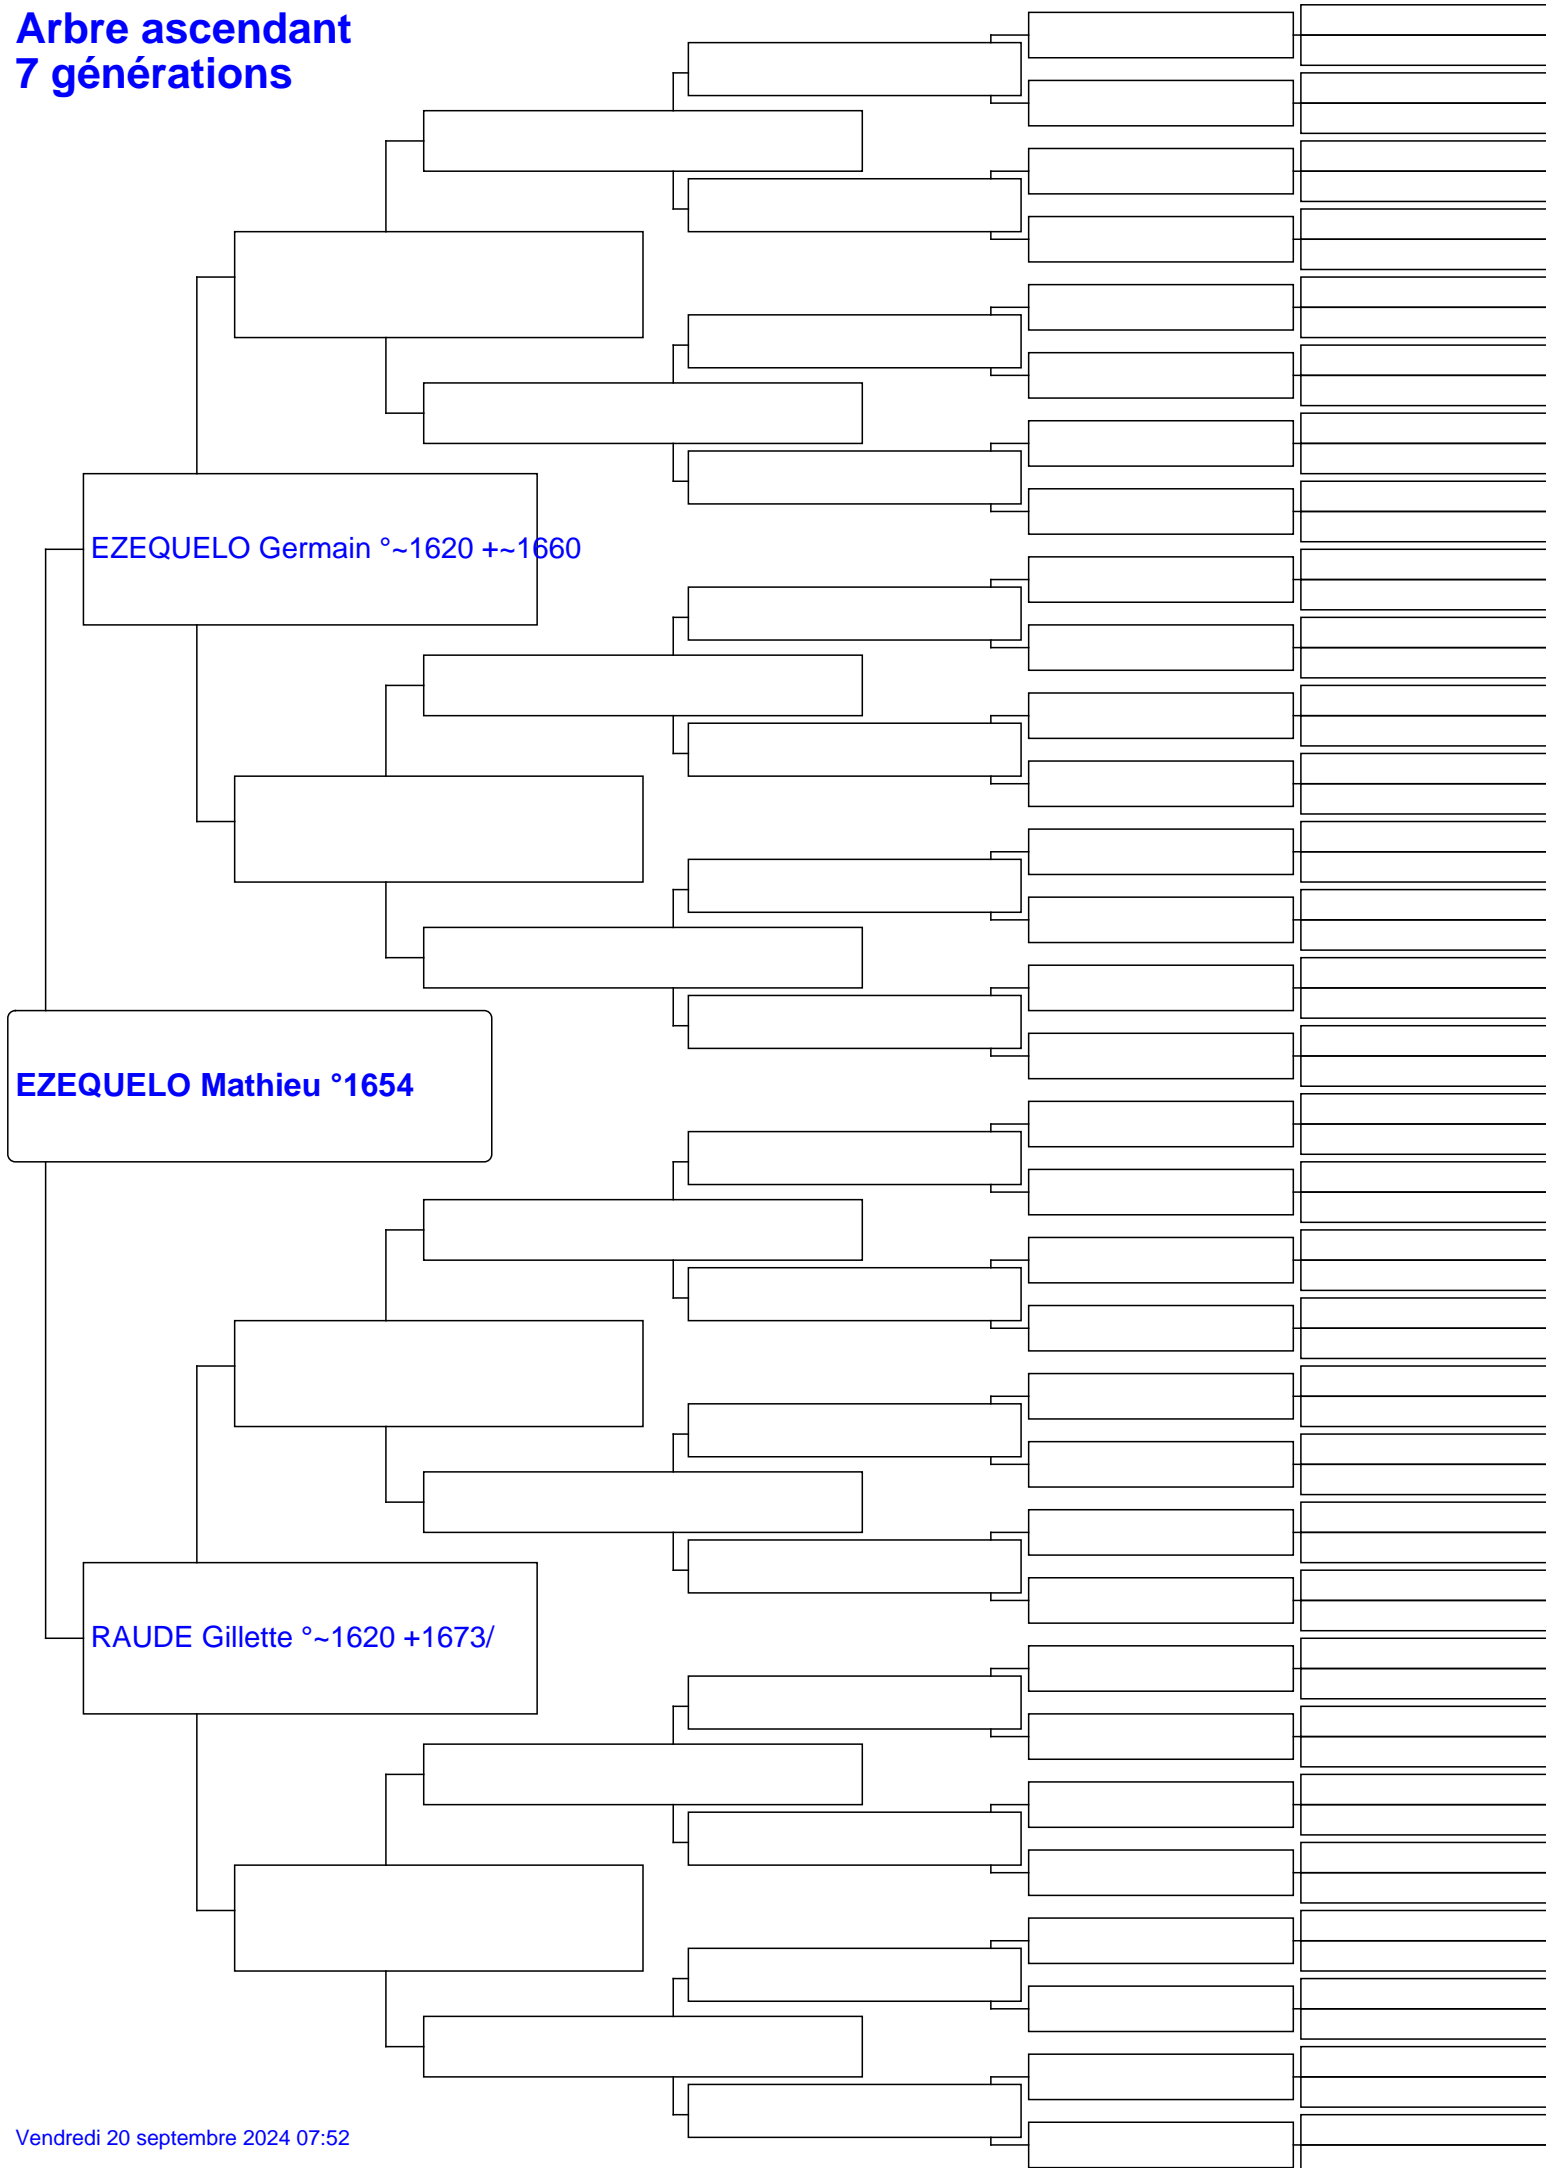 Arbre ascendant
7 générations
EZEQUELO Germain °~1620 +~1660
EZEQUELO Mathieu °1654
RAUDE Gillette °~1620 +1673/
Vendredi 20 septembre 2024 07:52